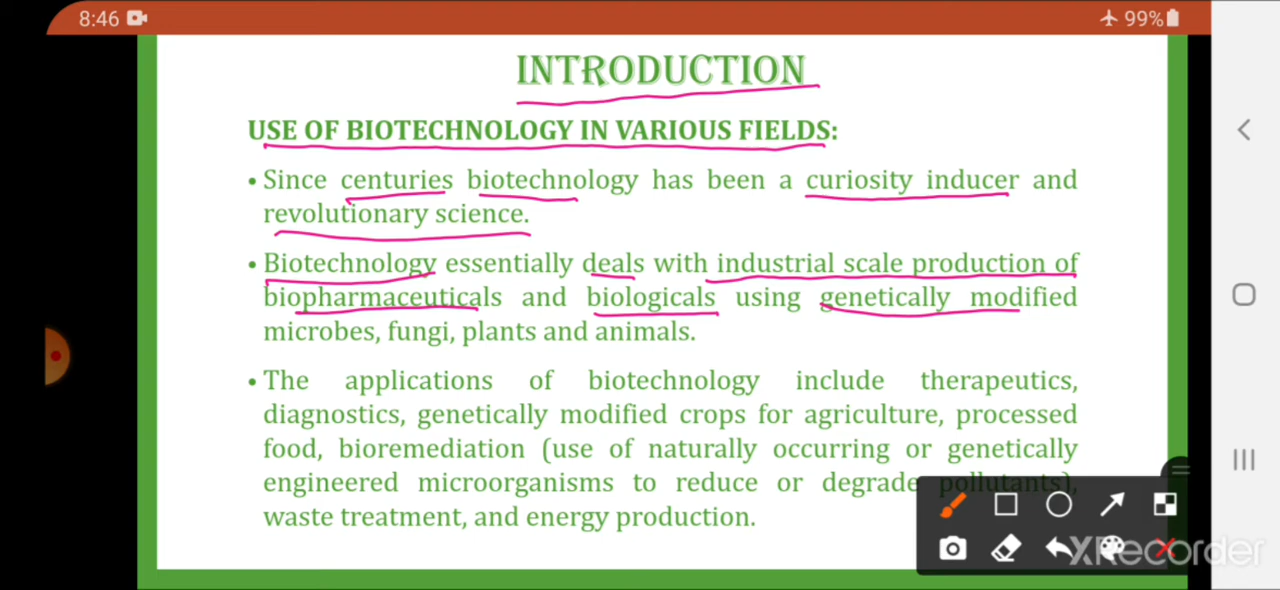 8:46
99%
INTRODUCTION
USE OF BIOTECHNOLOGY IN VARIOUS FIELDS:
• Since centuries biotechnology has been a curiosity inducer and
revolutionary science.
• Biotechnology essentially deals with industrial scale production of
biopharmaceuticals and biologicals using genetically modified
microbes, fungi, plants and animals.
• The applications of biotechnology include therapeutics,
diagnostics, genetically modified crops for agriculture, processed
food, bioremediation (use of naturally occurring or genetically
engineered microorganisms to reduce or degrade pollutants),
waste treatment, and energy production.
XRecorder